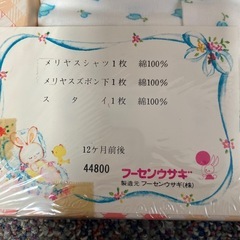 メリヤスシャツ1枚　綿100%
メリヤスズボン下1枚　綿100%
スタイ1枚　綿100%
12ケ月前後
44800
フーセンウサギ
製造元 フーセンウサギ(株)